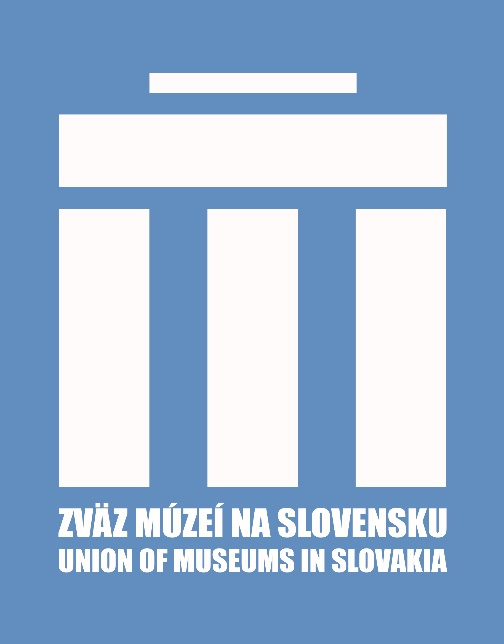 ZVÄZ MÚZEÍ NA SLOVENSKU
UNION OF MUSEUMS IN SLOVAKIA